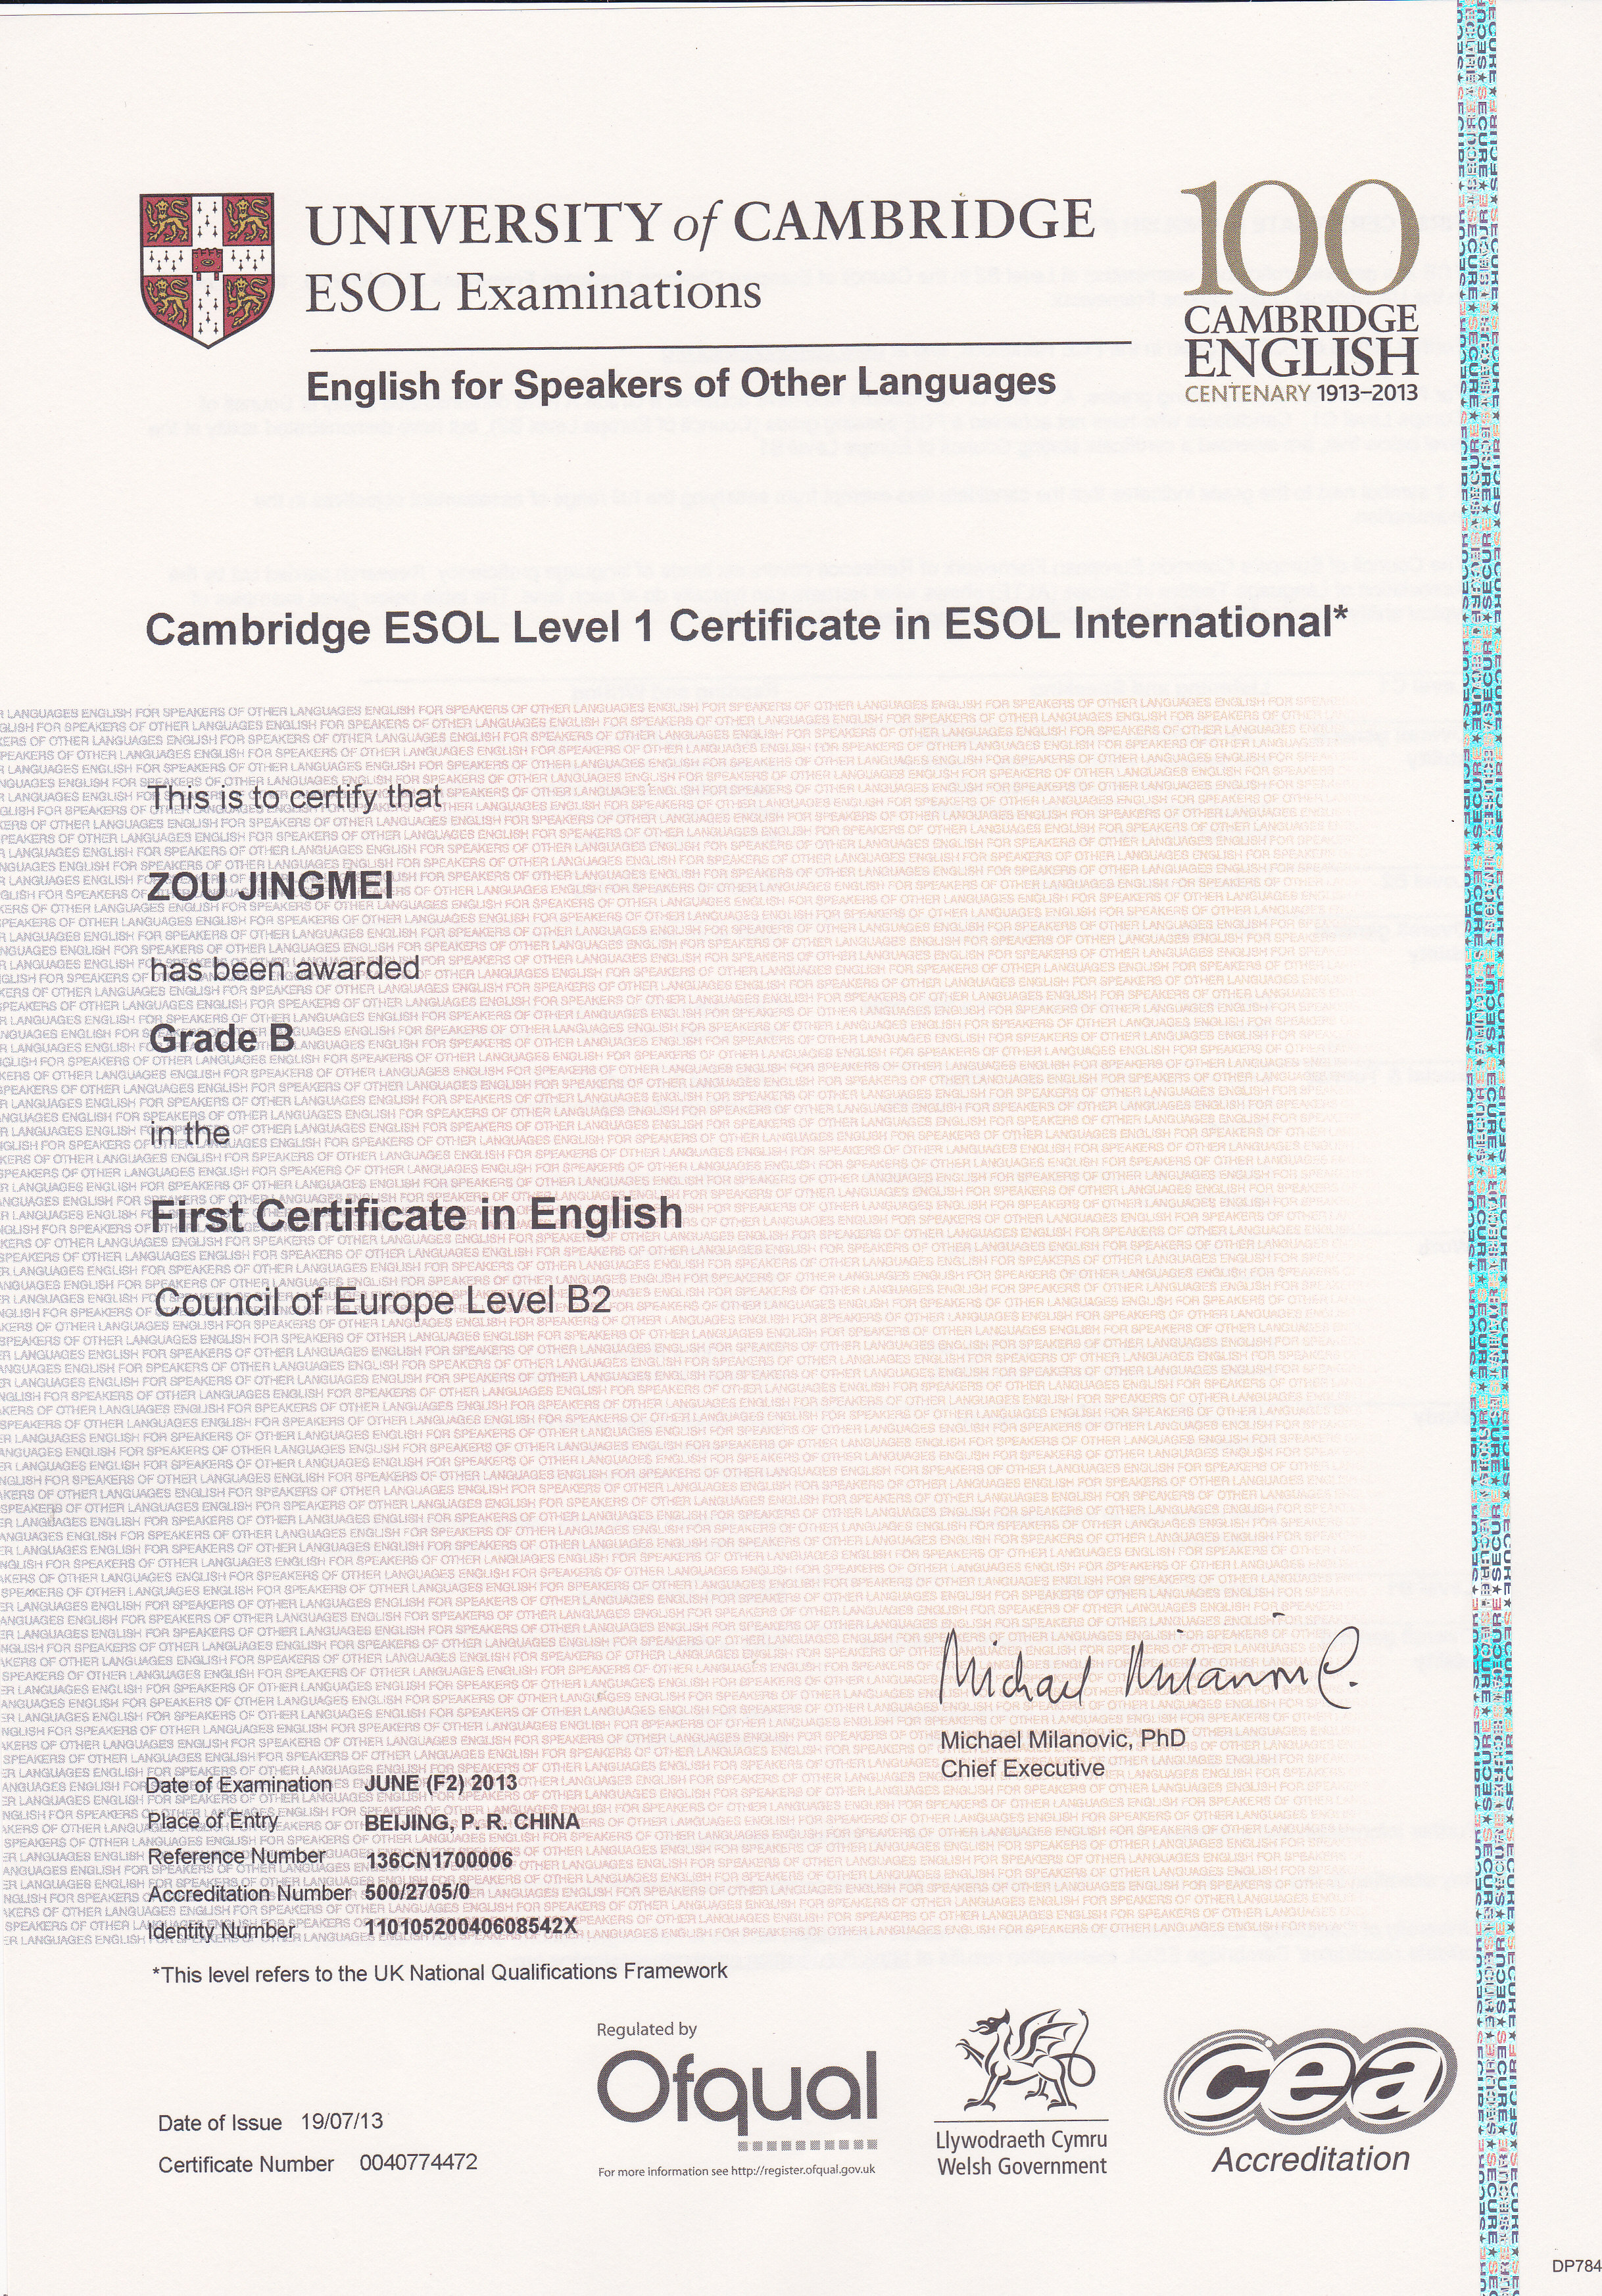 UNIVERSITY of CAMBRIDGE
ESOL Examinations
English for Speakers of Other Languages
100
CAMBRIDGE
ENGLISH
CENTENARY 1913–2013
Cambridge ESOL Level 1 Certificate in ESOL International*
This is to certify that
ZOU JINGMEI
has been awarded
Grade B
in the
First Certificate in English
Council of Europe Level B2
Michael Milanovic
Michael Milanovic, PhD
Chief Executive
Date of Examination JUNE (F2) 2013
Place of Entry BEIJING, P. R. CHINA
Reference Number 136CN1700006
Accreditation Number 500/2705/0
Identity Number 11010520040608542X
*This level refers to the UK National Qualifications Framework
Date of Issue 19/07/13
Certificate Number 0040774472
Regulated by
Ofqual
For more information see http://register.ofqual.gov.uk
Llywodraeth Cymru
Welsh Government
cea
Accreditation
DP784